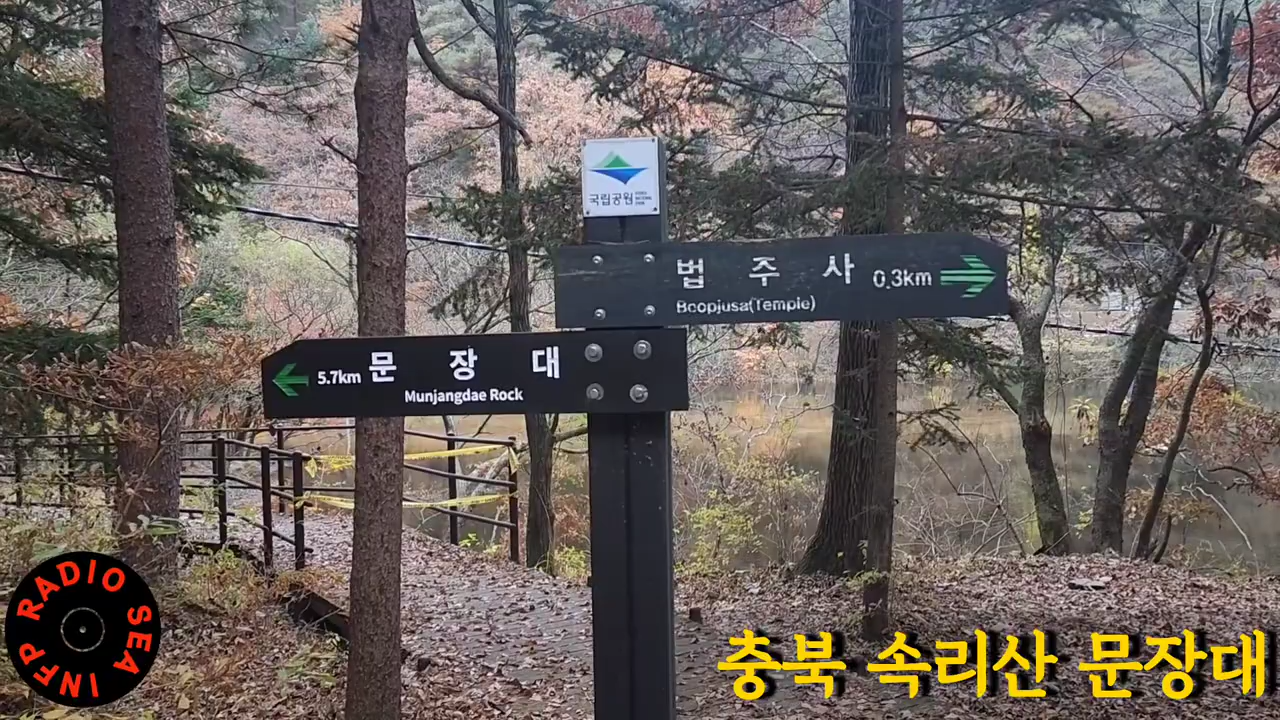 국립공원
법 주 사 0.3km
Beopjusa(Temple)
5.7km 문 장 대
Munjangdae Rock
RADIO SEA INFP
충북 속리산 문장대